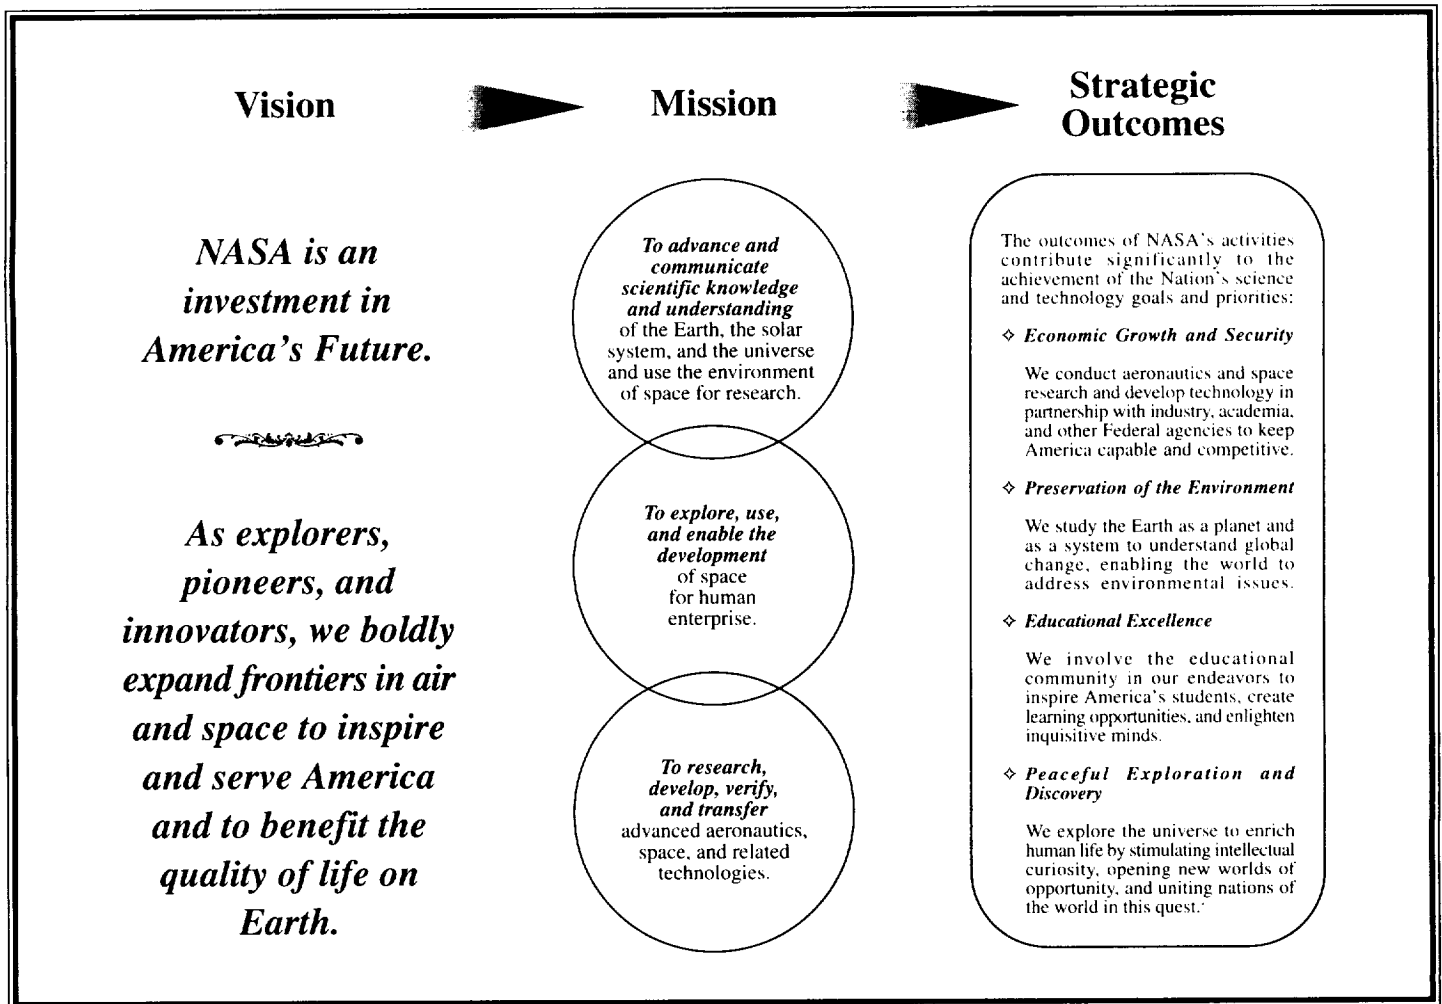 Vision
Mission
Strategic
Outcomes
NASA is an
investment in
America's Future.
As explorers,
pioneers, and
innovators, we boldly
expand frontiers in air
and space to inspire
and serve America
and to benefit the
quality of life on
Earth.
To advance and
communicate
scientific knowledge
and understanding
of the Earth, the solar
system, and the universe
and use the environment
of space for research.
To explore, use,
and enable the
development
of space
for human
enterprise.
To research,
develop, verify,
and transfer
advanced aeronautics,
space, and related
technologies.
The outcomes of NASA's activities
contribute significantly to the
achievement of the Nation's science
and technology goals and priorities:
✧ Economic Growth and Security
We conduct aeronautics and space
research and develop technology in
partnership with industry, academia,
and other Federal agencies to keep
America capable and competitive.
✧ Preservation of the Environment
We study the Earth as a planet and
as a system to understand global
change, enabling the world to
address environmental issues.
✧ Educational Excellence
We involve the educational
community in our endeavors to
inspire America's students, create
learning opportunities, and enlighten
inquisitive minds.
✧ Peaceful Exploration and
Discovery
We explore the universe to enrich
human life by stimulating intellectual
curiosity, opening new worlds of
opportunity, and uniting nations of
the world in this quest.